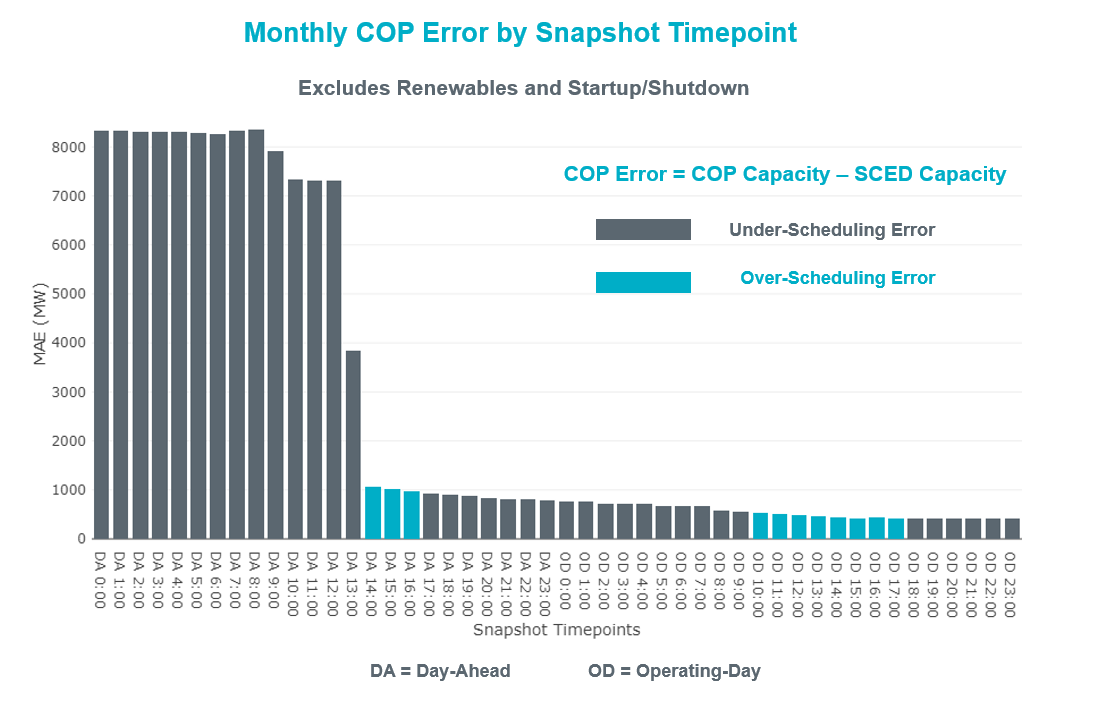 Monthly COP Error by Snapshot Timepoint
Excludes Renewables and Startup/Shutdown
COP Error = COP Capacity – SCED Capacity
Under-Scheduling Error
Over-Scheduling Error
MAE (MW)
8000
7000
6000
5000
4000
3000
2000
1000
0
DA 0:00
DA 1:00
DA 2:00
DA 3:00
DA 4:00
DA 5:00
DA 6:00
DA 7:00
DA 8:00
DA 9:00
DA 10:00
DA 11:00
DA 12:00
DA 13:00
DA 14:00
DA 15:00
DA 16:00
DA 17:00
DA 18:00
DA 19:00
DA 20:00
DA 21:00
DA 22:00
DA 23:00
OD 0:00
OD 1:00
OD 2:00
OD 3:00
OD 4:00
OD 5:00
OD 6:00
OD 7:00
OD 8:00
OD 9:00
OD 10:00
OD 11:00
OD 12:00
OD 13:00
OD 14:00
OD 15:00
OD 16:00
OD 17:00
OD 18:00
OD 19:00
OD 20:00
OD 21:00
OD 22:00
OD 23:00
Snapshot Timepoints
DA = Day-Ahead
OD = Operating-Day